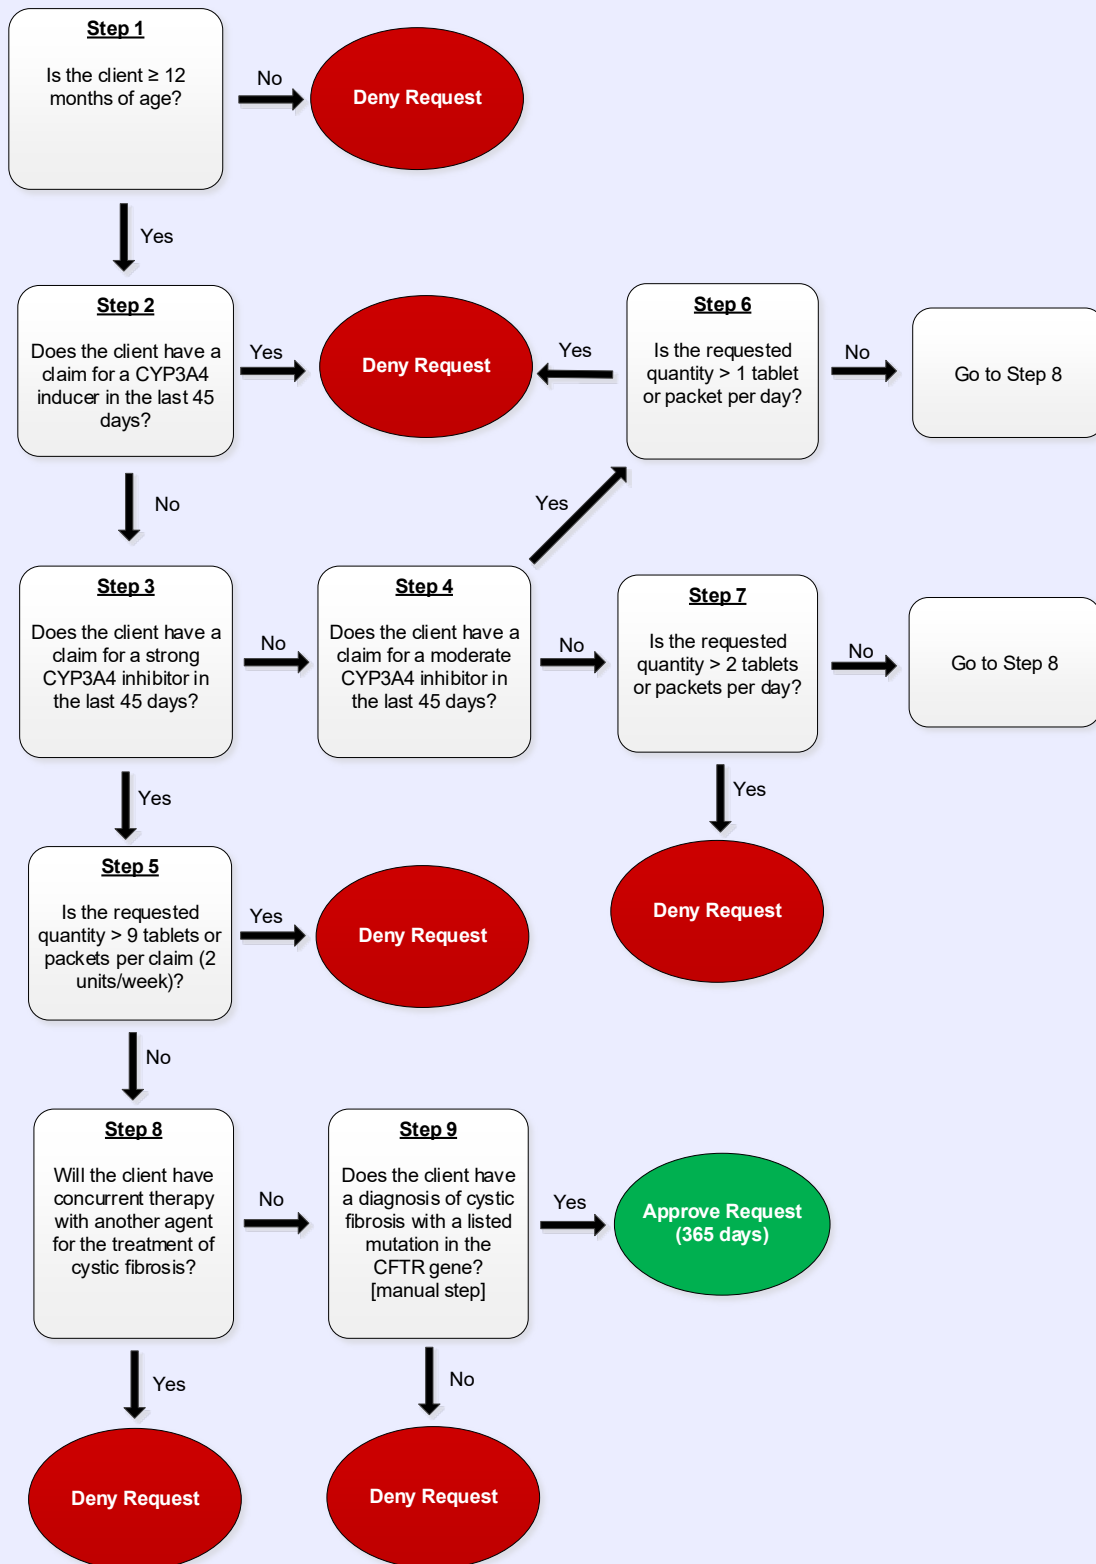 Step 1
Is the client ≥ 12
months of age?
No
Deny Request
Yes
Step 2
Does the client have a
claim for a CYP3A4
inducer in the last 45
days?
Yes
Deny Request
Yes
Step 6
Is the requested
quantity > 1 tablet
or packet per day?
No
Go to Step 8
No
Yes
Step 3
Does the client have a
claim for a strong
CYP3A4 inhibitor in
the last 45 days?
No
Step 4
Does the client have a
claim for a moderate
CYP3A4 inhibitor in
the last 45 days?
No
Step 7
Is the requested
quantity > 2 tablets
or packets per day?
No
Go to Step 8
Yes
Yes
Step 5
Is the requested
quantity > 9 tablets or
packets per claim (2
units/week)?
Yes
Deny Request
Deny Request
No
Step 8
Will the client have
concurrent therapy
with another agent
for the treatment of
cystic fibrosis?
No
Step 9
Does the client have
a diagnosis of cystic
fibrosis with a listed
mutation in the
CFTR gene?
[manual step]
Yes
Approve Request
(365 days)
Yes
No
Deny Request
Deny Request